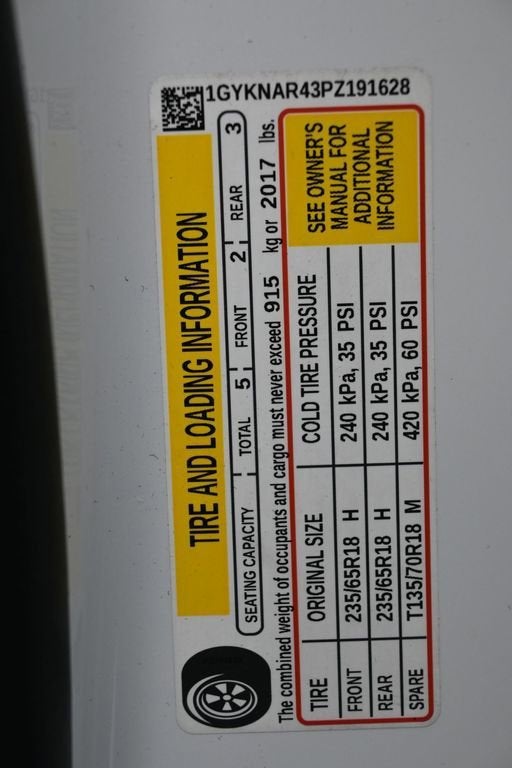 1GYKNAR43PZ191628
TIRE AND LOADING INFORMATION
SEATING CAPACITY TOTAL 5 FRONT 2 REAR 3
The combined weight of occupants and cargo must never exceed 915 kg or 2017 lbs.
TIRE ORIGINAL SIZE COLD TIRE PRESSURE
FRONT 235/65R18 H 240 kPa, 35 PSI
REAR 235/65R18 H 240 kPa, 35 PSI
SPARE T135/70R18 M 420 kPa, 60 PSI
SEE OWNER'S
MANUAL FOR
ADDITIONAL
INFORMATION